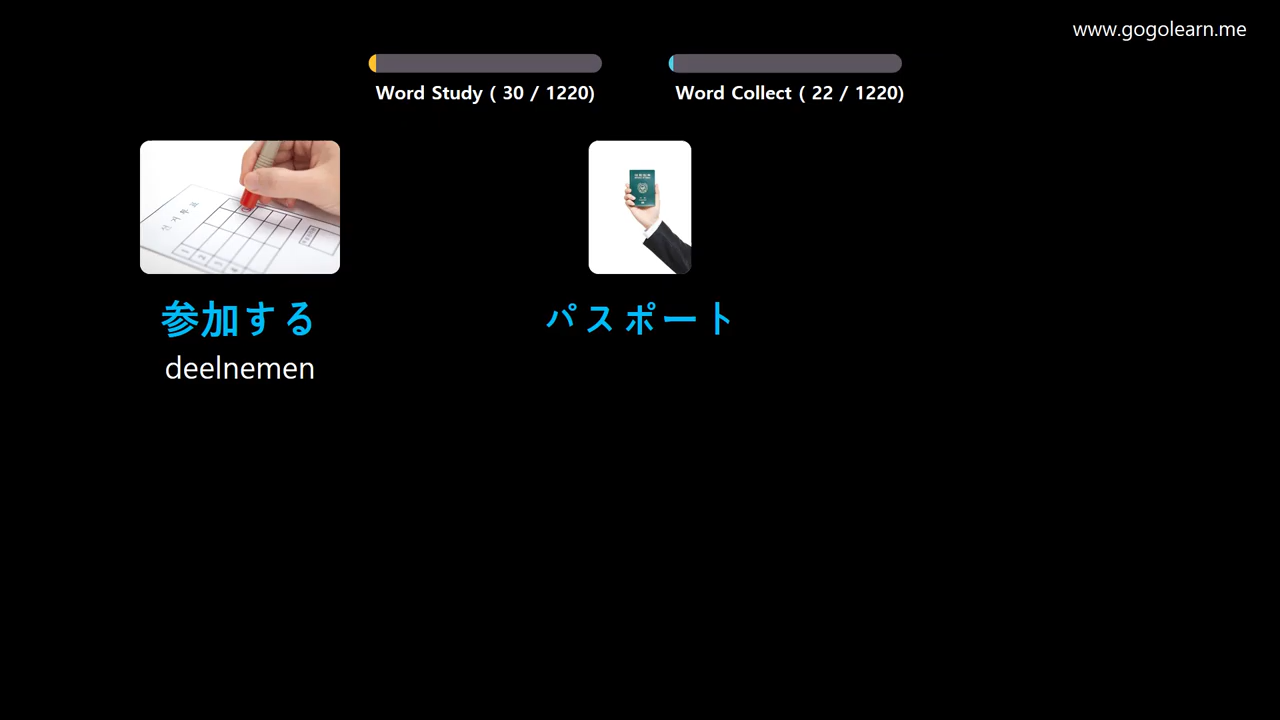 www.gogolearn.me
Word Study ( 30 / 1220)
Word Collect ( 22 / 1220)
参加する
パスポート
deelnemen